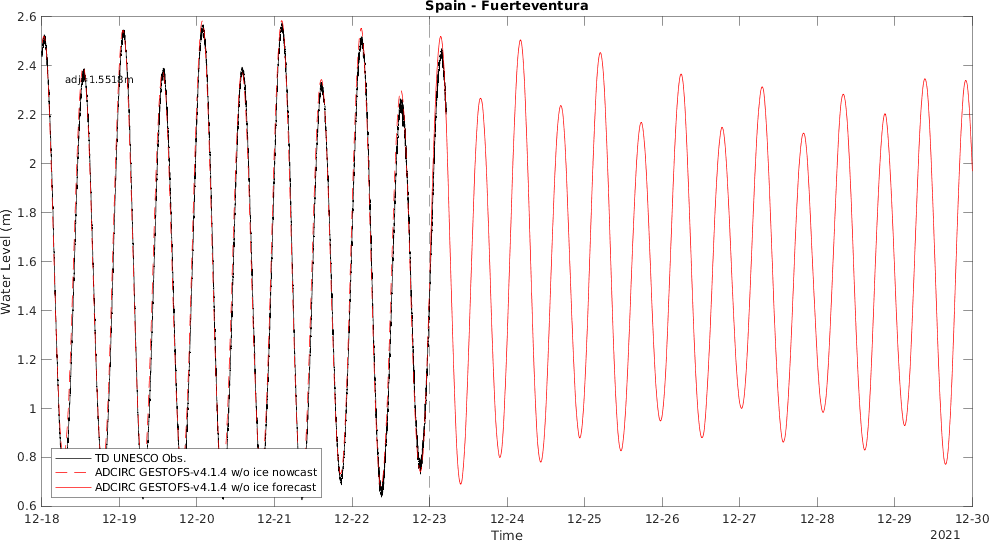 Spain - Fuerteventura
2.6
2.4
2.2
2
1.8
1.6
1.4
1.2
1
0.8
0.6
Water Level (m)
adj=1.5518m
TD UNESCO Obs.
ADCIRC GESTOFS-v4.1.4 w/o ice nowcast
ADCIRC GESTOFS-v4.1.4 w/o ice forecast
12-18 12-19 12-20 12-21 12-22 12-23 12-24 12-25 12-26 12-27 12-28 12-29 12-30
Time
2021